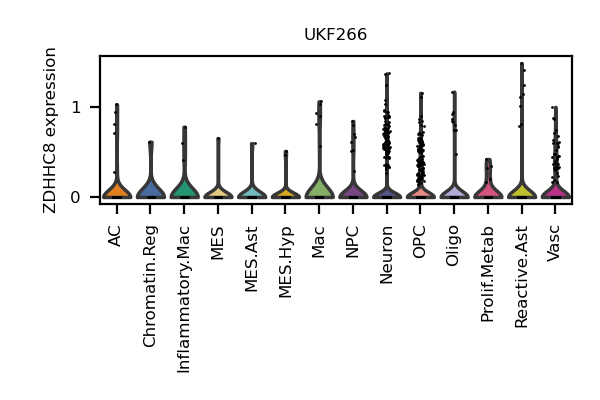 UKF266
ZDHHC8 expression
1
0
AC
Chromatin.Reg
Inflammatory.Mac
MES
MES.Ast
MES.Hyp
Mac
NPC
Neuron
OPC
Oligo
Prolif.Metab
Reactive.Ast
Vasc